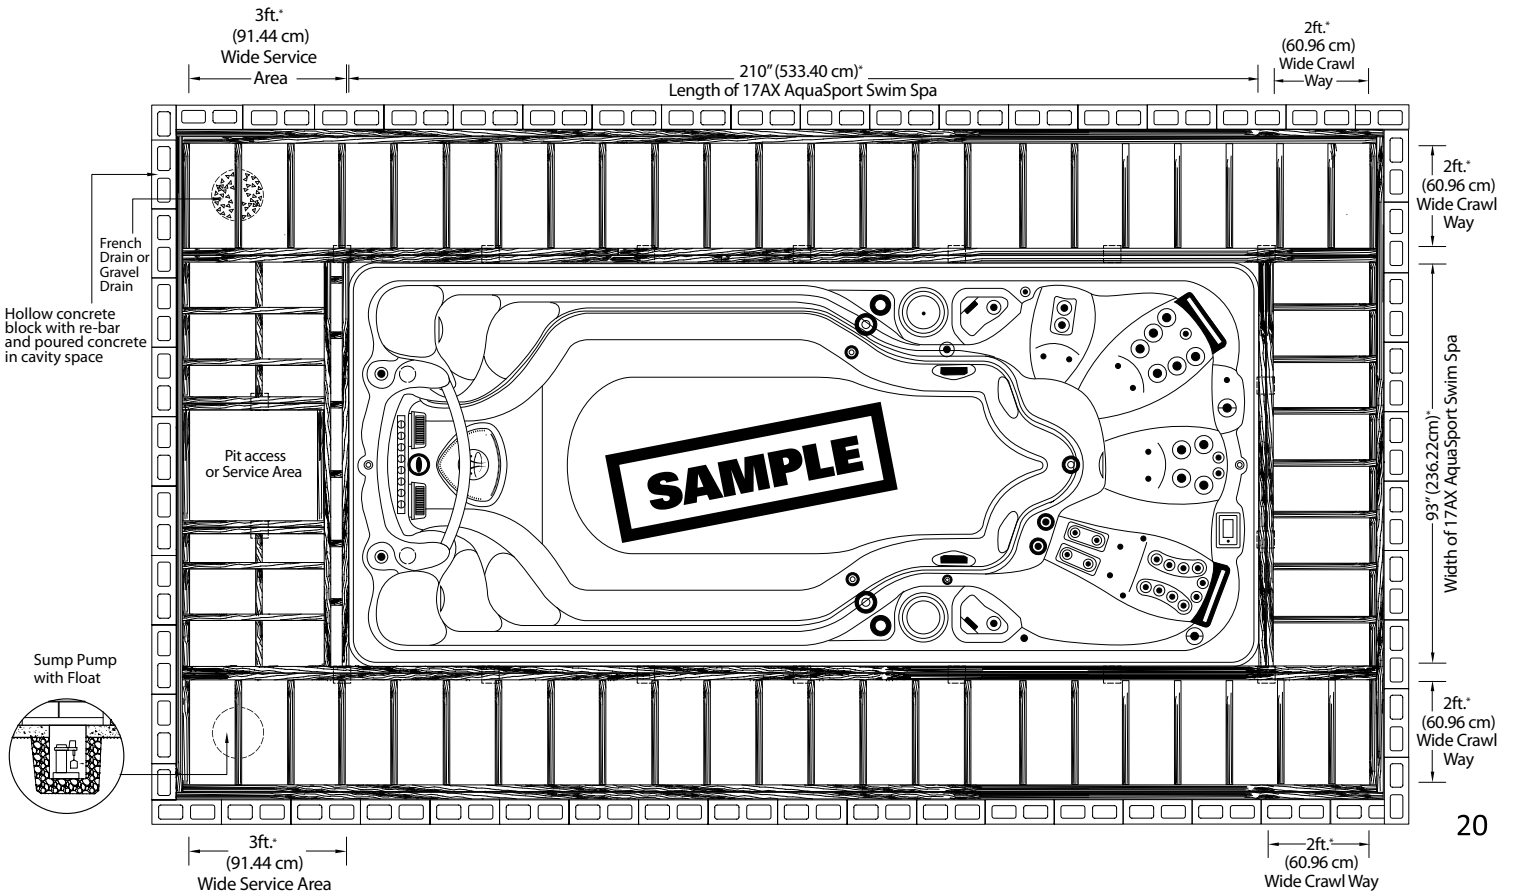 3ft.*
(91.44 cm)
Wide Service
Area
210" (533.40 cm)*
Length of 17AX AquaSport Swim Spa
2ft.*
(60.96 cm)
Wide Crawl
Way
2ft.*
(60.96 cm)
Wide Crawl
Way
French
Drain or
Gravel
Drain
Hollow concrete
block with re-bar
and poured concrete
in cavity space
Pit access
or Service Area
SAMPLE
93" (236.22cm)*
Width of 17AX AquaSport Swim Spa
Sump Pump
with Float
2ft.*
(60.96 cm)
Wide Crawl
Way
20
3ft.*
(91.44 cm)
Wide Service Area
2ft.*
(60.96 cm)
Wide Crawl Way